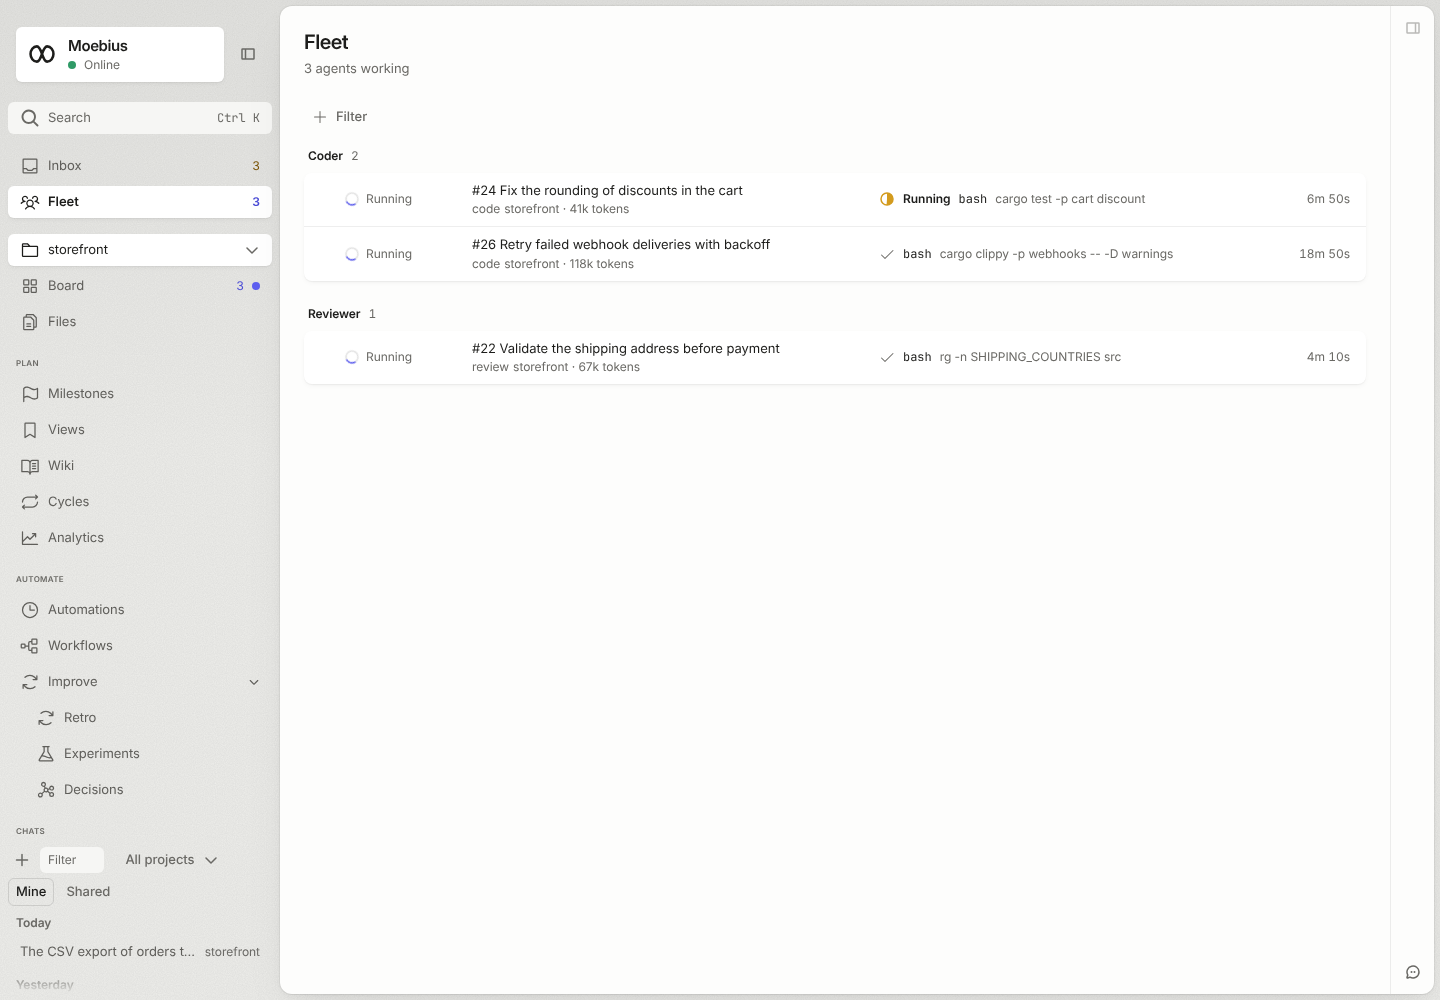 Moebius
Online
Search Ctrl K
Inbox 3
Fleet 3
storefront
Board 3
Files
PLAN
Milestones
Views
Wiki
Cycles
Analytics
AUTOMATE
Automations
Workflows
Improve
Retro
Experiments
Decisions
CHATS
Filter All projects
Mine Shared
Today
The CSV export of orders t... storefront
Yesterday
Fleet
3 agents working
Filter
Coder 2
Running #24 Fix the rounding of discounts in the cart Running bash cargo test -p cart discount 6m 50s
code storefront · 41k tokens
Running #26 Retry failed webhook deliveries with backoff bash cargo clippy -p webhooks -- -D warnings 18m 50s
code storefront · 118k tokens
Reviewer 1
Running #22 Validate the shipping address before payment bash rg -n SHIPPING_COUNTRIES src 4m 10s
review storefront · 67k tokens